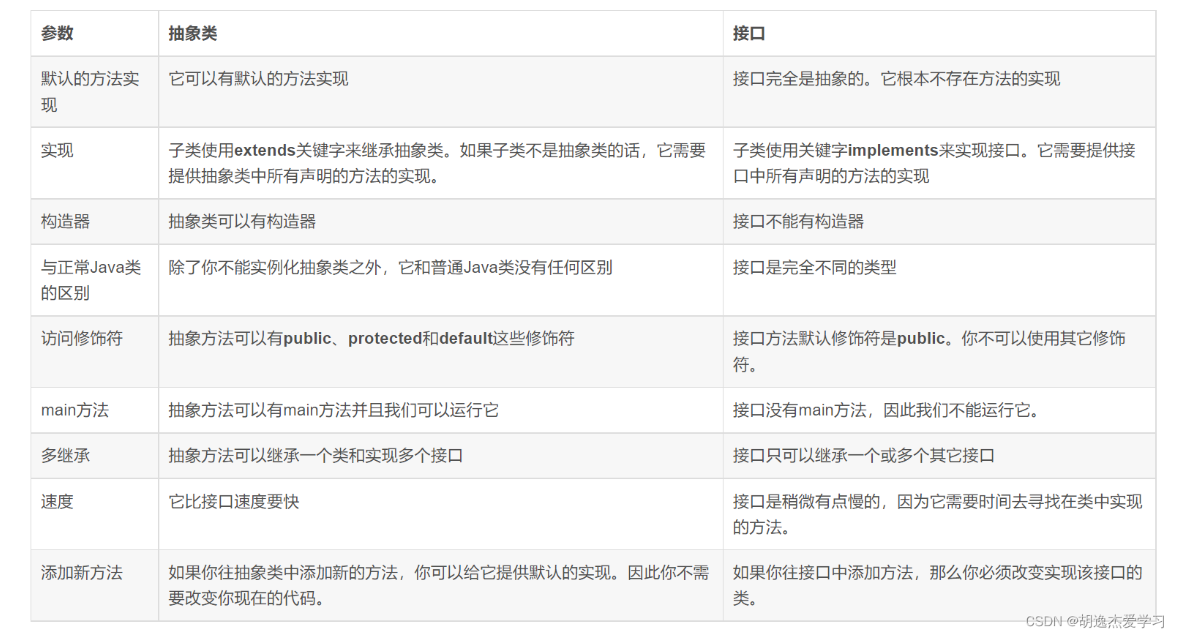 参数
抽象类
接口
默认的方法实
现
它可以有默认的方法实现
接口完全是抽象的。它根本不存在方法的实现
实现
子类使用extends关键字来继承抽象类。如果子类不是抽象类的话，它需要
提供抽象类中所有声明的方法的实现。
子类使用关键字implements来实现接口。它需要提供接
口中所有声明的方法的实现
构造器
抽象类可以有构造器
接口不能有构造器
与正常Java类
的区别
除了你不能实例化抽象类之外，它和普通Java类没有任何区别
接口是完全不同的类型
访问修饰符
抽象方法可以有public、protected和default这些修饰符
接口方法默认修饰符是public。你不可以使用其它修饰
符。
main方法
抽象方法可以有main方法并且我们可以运行它
接口没有main方法，因此我们不能运行它。
多继承
抽象方法可以继承一个类和实现多个接口
接口只可以继承一个或多个其它接口
速度
它比接口速度要快
接口是稍微有点慢的，因为它需要时间去寻找在类中实现
的方法。
添加新方法
如果你往抽象类中添加新的方法，你可以给它提供默认的实现。因此你不需
要改变你现在的代码。
如果你往接口中添加方法，那么你必须改变实现该接口的
类。
CSDN @胡逸杰爱学习